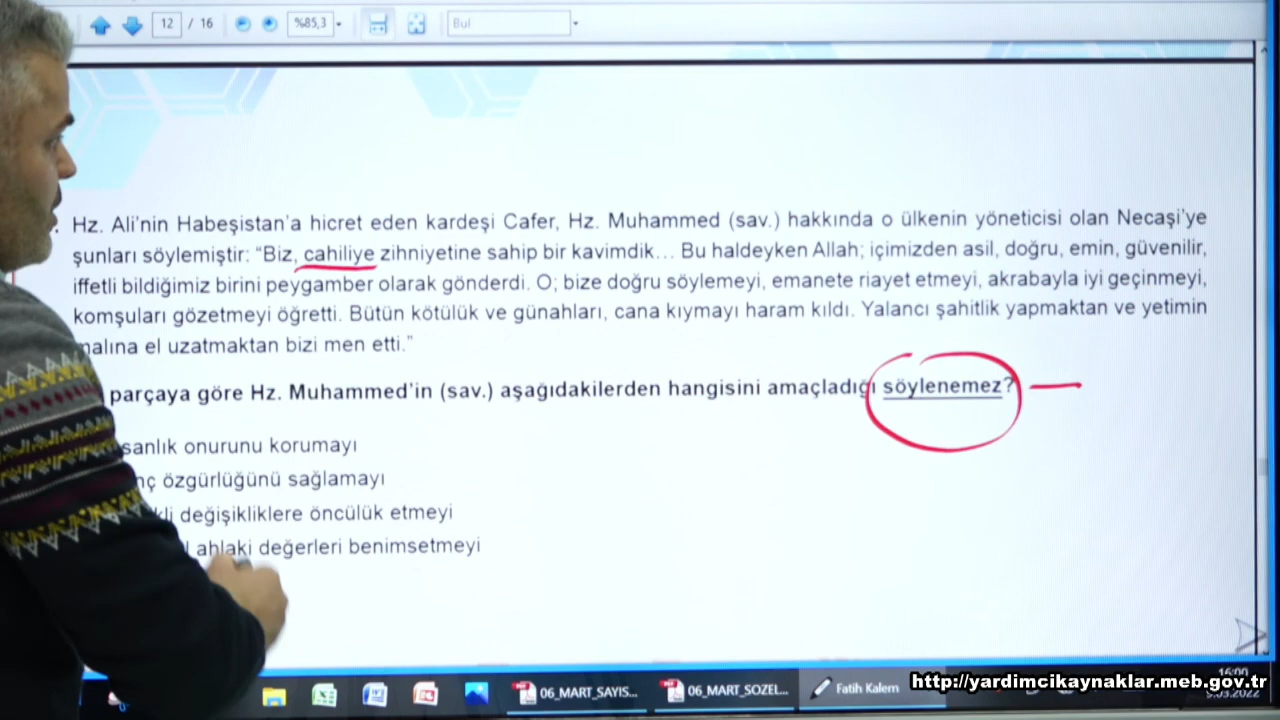 12 / 16 %85,3 Bul
Hz. Ali'nin Habeşistan'a hicret eden kardeşi Cafer, Hz. Muhammed (sav.) hakkında o ülkenin yöneticisi olan Necaşi'ye
şunları söylemiştir: “Biz, cahiliye zihniyetine sahip bir kavimdik… Bu haldeyken Allah; içimizden asil, doğru, emin, güvenilir,
iffetli bildiğimiz birini peygamber olarak gönderdi. O; bize doğru söylemeyi, emanete riayet etmeyi, akrabayla iyi geçinmeyi,
komşuları gözetmeyi öğretti. Bütün kötülük ve günahları, cana kıymayı haram kıldı. Yalancı şahitlik yapmaktan ve yetimin
malına el uzatmaktan bizi men etti.”
parçaya göre Hz. Muhammed'in (sav.) aşağıdakilerden hangisini amaçladığı söylenemez?
sanlık onurunu korumayı
nç özgürlüğünü sağlamayı
kli değişikliklere öncülük etmeyi
l ahlaki değerleri benimsetmeyi
06_MART_SAYIS... 06_MART_SOZEL... Fatih Kalem
16:00
http://yardimcikaynaklar.meb.gov.tr